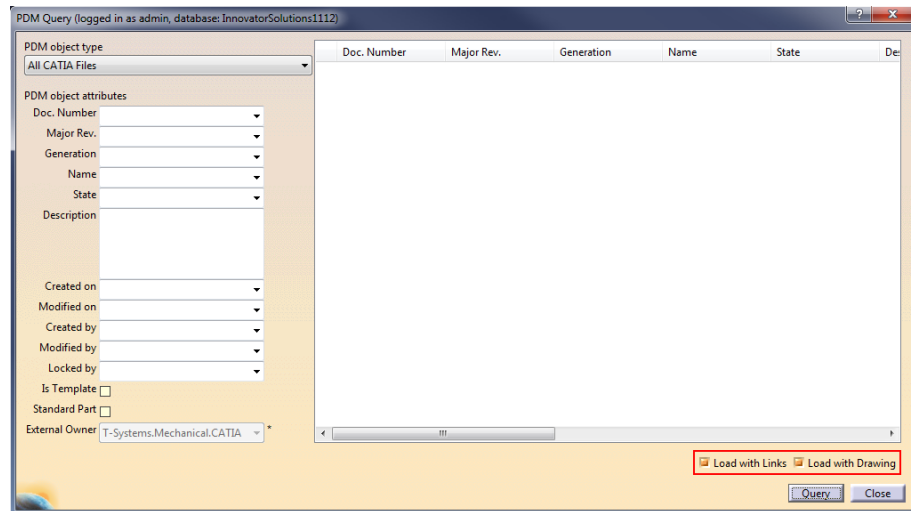 PDM Query (logged in as admin, database: InnovatorSolutions1112)
PDM object type
All CATIA Files
PDM object attributes
Doc. Number
Major Rev.
Generation
Name
State
Description
Created on
Modified on
Created by
Modified by
Locked by
Is Template
Standard Part
External Owner T-Systems.Mechanical.CATIA *
Doc. Number Major Rev. Generation Name State Des
Load with Links Load with Drawing
Query Close